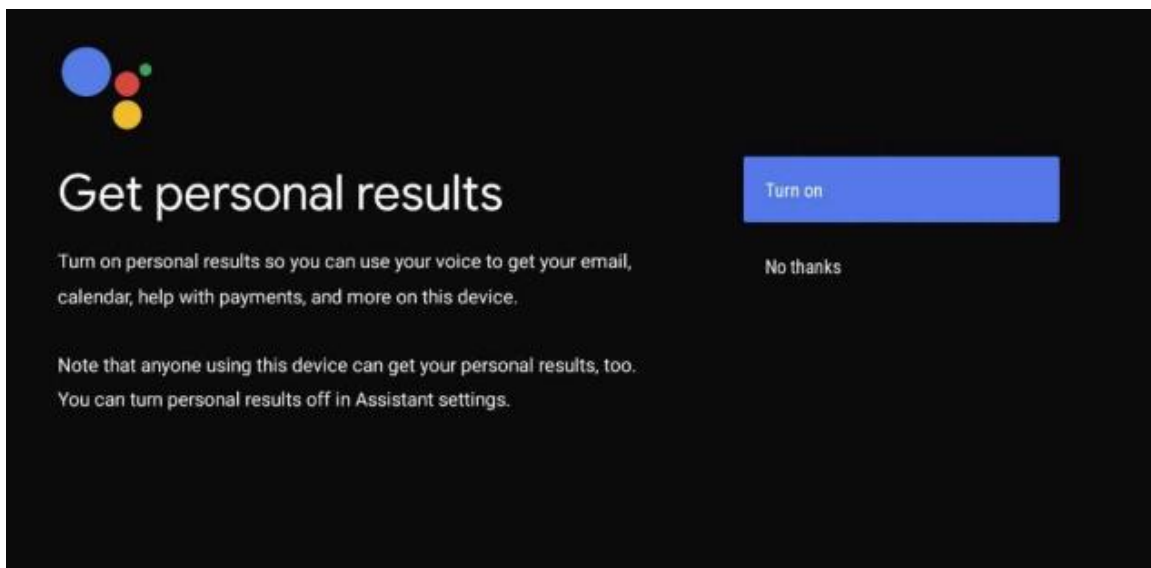 Get personal results
Turn on personal results so you can use your voice to get your email,
calendar, help with payments, and more on this device.
Note that anyone using this device can get your personal results, too.
You can turn personal results off in Assistant settings.
Turn on
No thanks